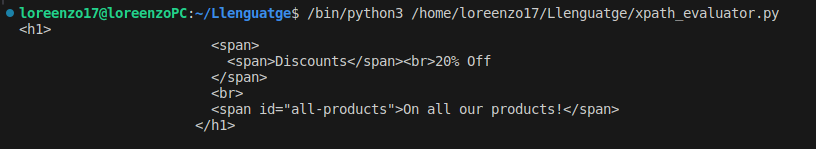 loreenzo17@loreenzoPC:~/Llenguatge$ /bin/python3 /home/loreenzo17/Llenguatge/xpath_evaluator.py
<h1>
<span>
<span>Discounts</span><br>20% Off
</span>
<br>
<span id="all-products">On all our products!</span>
</h1>